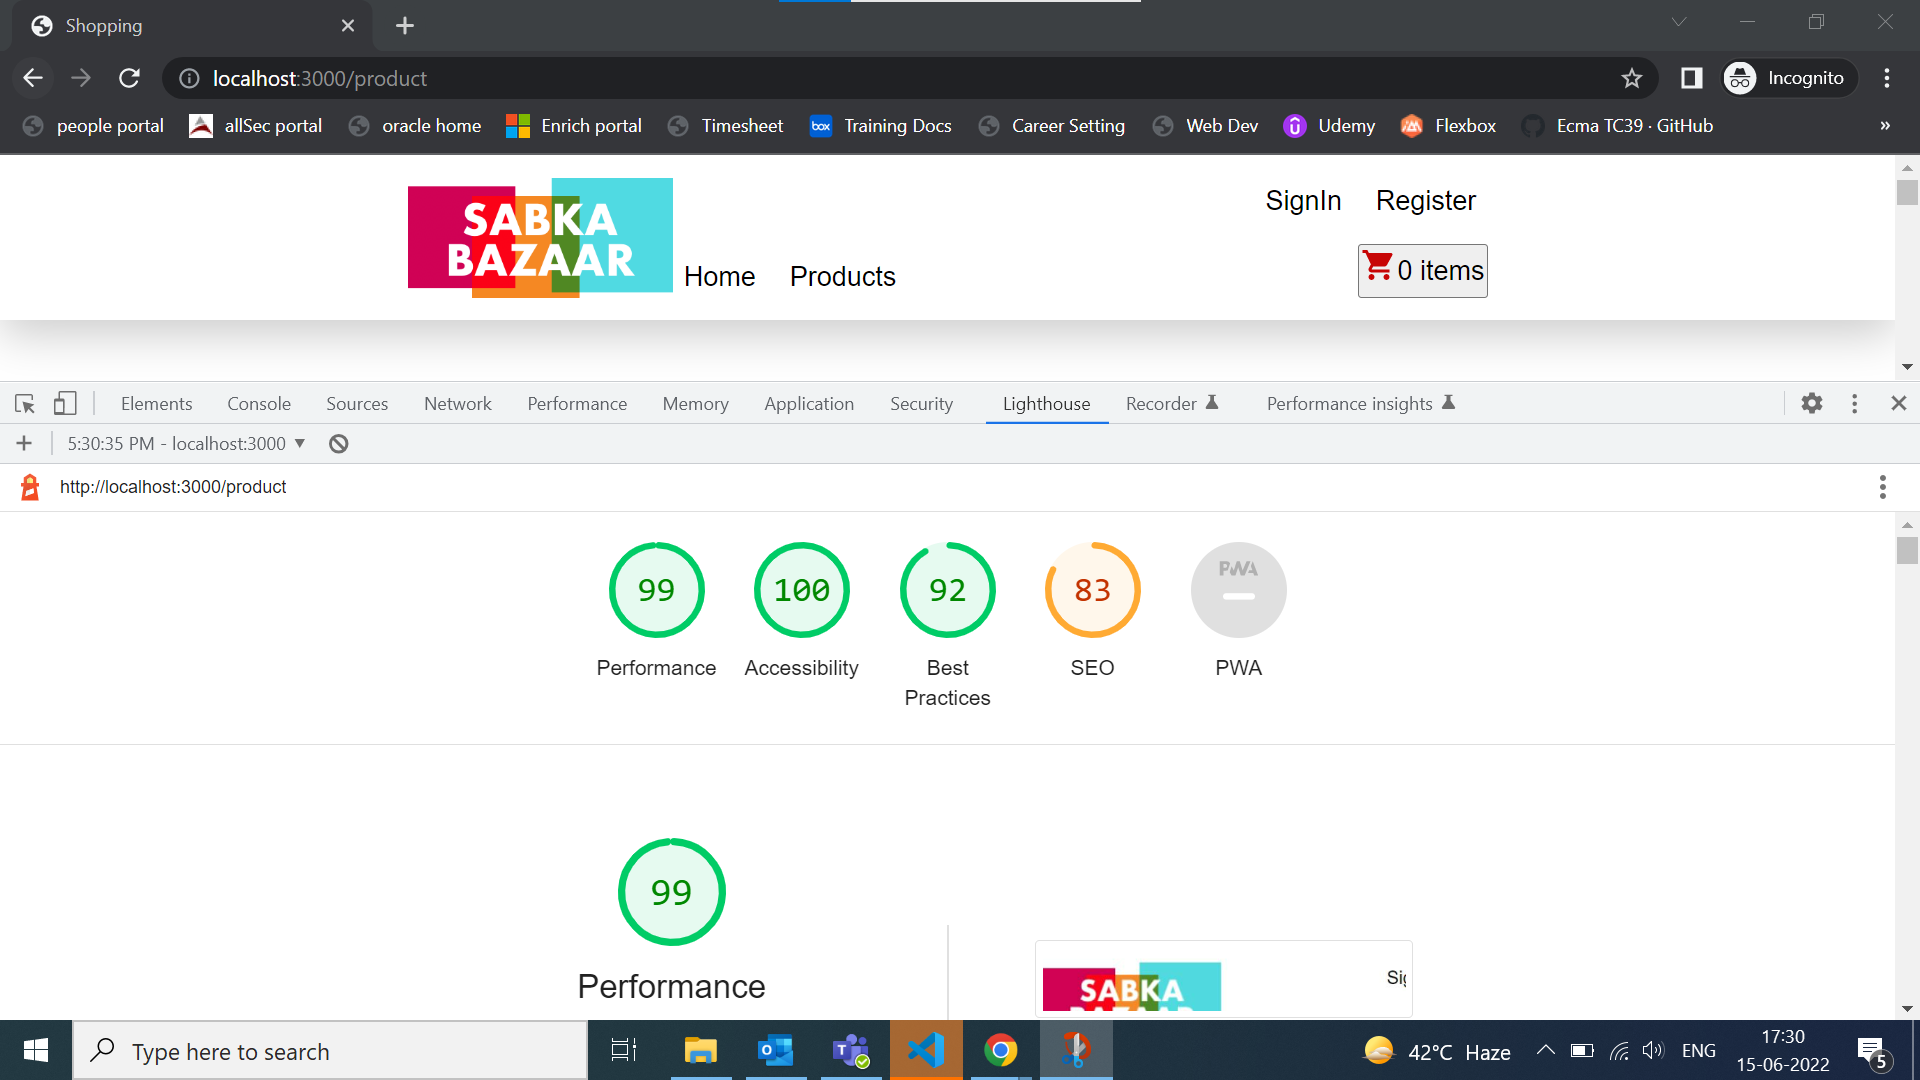 Shopping
localhost:3000/product
Incognito
people portal
allSec portal
oracle home
Enrich portal
Timesheet
box
Training Docs
Career Setting
Web Dev
Udemy
Flexbox
Ecma TC39 · GitHub
»
SABKA
BAZAAR
Home
Products
SignIn
Register
0 items
Elements
Console
Sources
Network
Performance
Memory
Application
Security
Lighthouse
Recorder
Performance insights
5:30:35 PM - localhost:3000
http://localhost:3000/product
99
100
92
83
PWA
Performance
Accessibility
Best
Practices
SEO
PWA
99
Performance
SABKA
BAZAAR
Sig
Type here to search
42°C Haze
ENG
17:30
15-06-2022
5